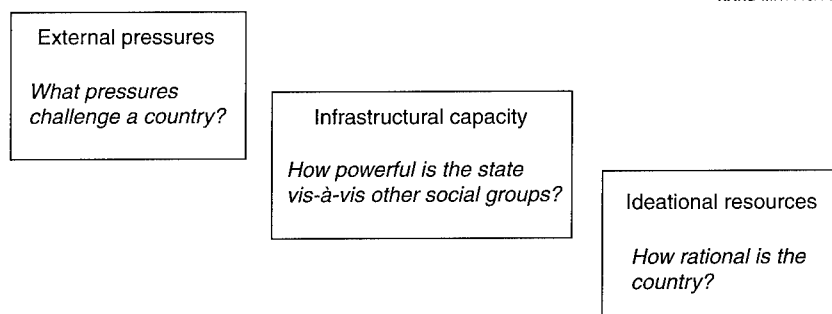 External pressures
What pressures
challenge a country?
Infrastructural capacity
How powerful is the state
vis-à-vis other social groups?
Ideational resources
How rational is the
country?